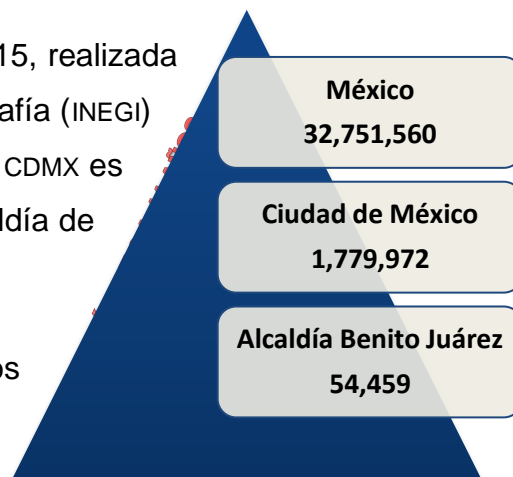 15, realizada
afía (INEGI)
CDMX es
ldía de
os
México
32,751,560
Ciudad de México
1,779,972
Alcaldía Benito Juárez
54,459